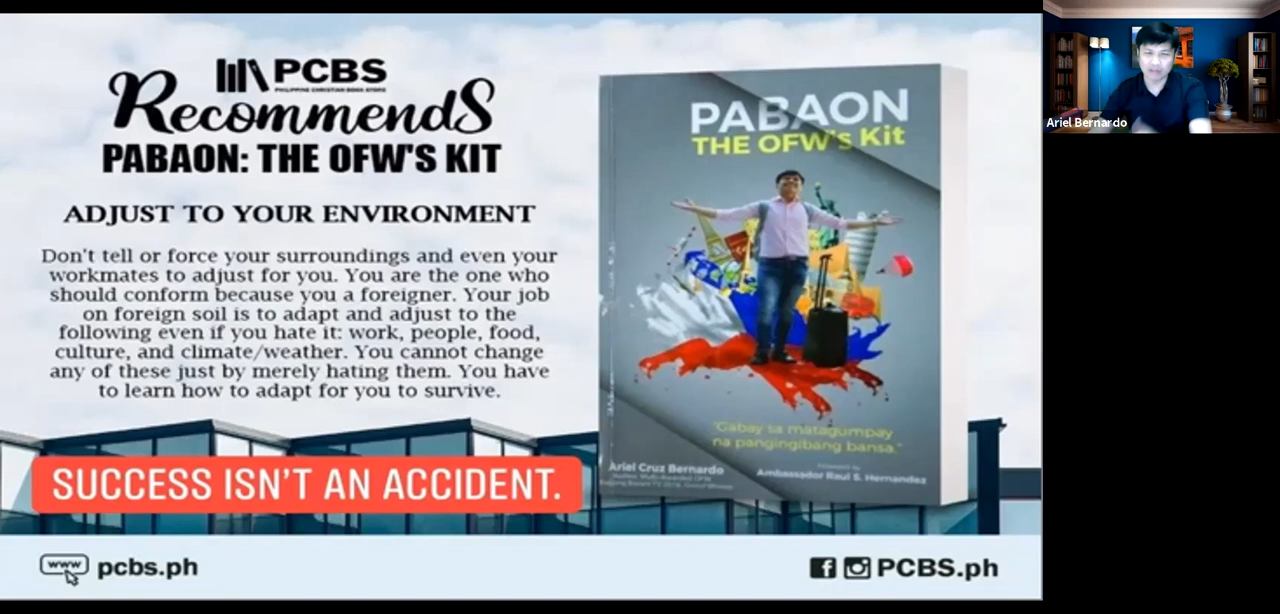 PCBS
PHILIPPINE CHRISTIAN BOOK STORE
Recommends
PABAON: THE OFW'S KIT
ADJUST TO YOUR ENVIRONMENT
Don't tell or force your surroundings and even your
workmates to adjust for you. You are the one who
should conform because you a foreigner. Your job
on foreign soil is to adapt and adjust to the
following even if you hate it: work, people, food,
culture, and climate/weather. You cannot change
any of these just by merely hating them. You have
to learn how to adapt for you to survive.
SUCCESS ISN'T AN ACCIDENT.
www pcbs.ph
PCBS.ph
PABAON
THE OFW's Kit
"Gabay sa matagumpay
na pangingibang bansa."
Ariel Cruz Bernardo
Ambassador Raul S. Hernandez
Ariel Bernardo